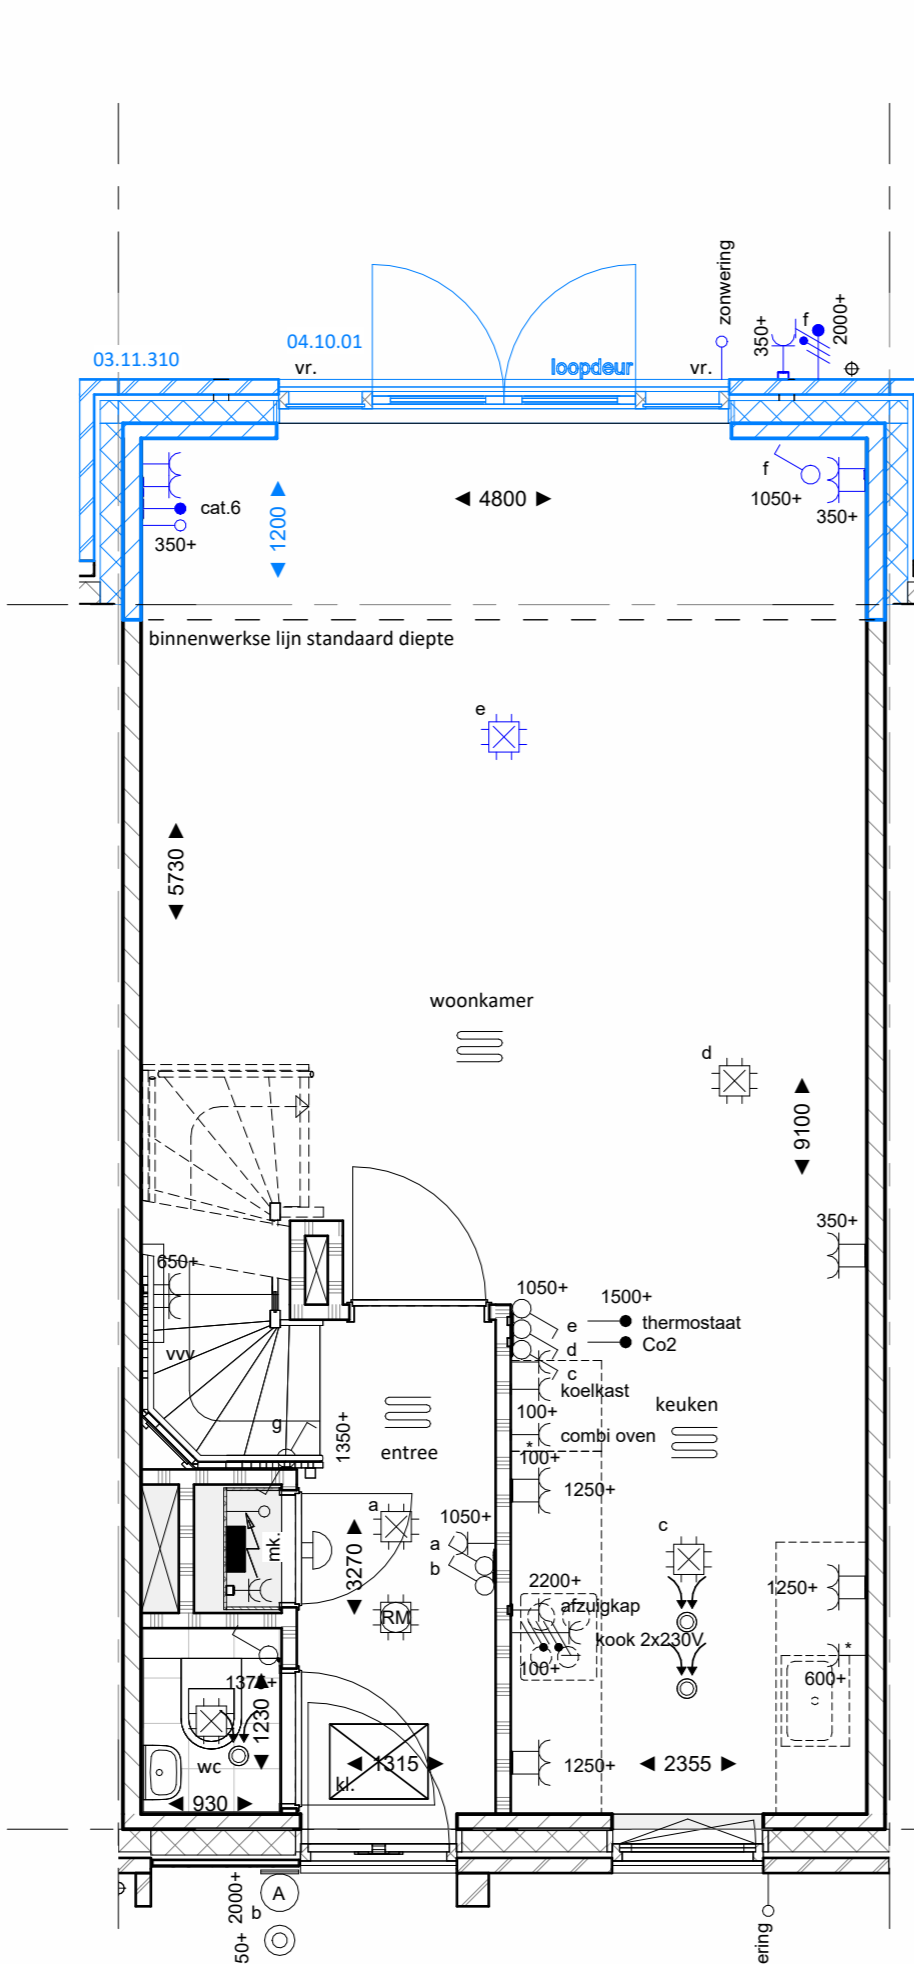 zonwering
350+
f
2000+
04.10.01
03.11.310
vr.
loopdeur
vr.
cat.6
350+
1200
4800
f
1050+
350+
binnenwerkse lijn standaard diepte
e
5730
woonkamer
d
9100
350+
650+
1050+
1500+
e
thermostaat
d
Co2
vvv
c
koelkast
keuken
100+
g
1350+
entree
combi oven
*
100+
1250+
a
1050+
mk.
a
b
3270
c
2200+
1250+
afzuigkap
RM
kook 2x230V
*
100+
600+
1230
wc
1315
1250+
2355
kl.
930
2000+
A
b
50+
ering